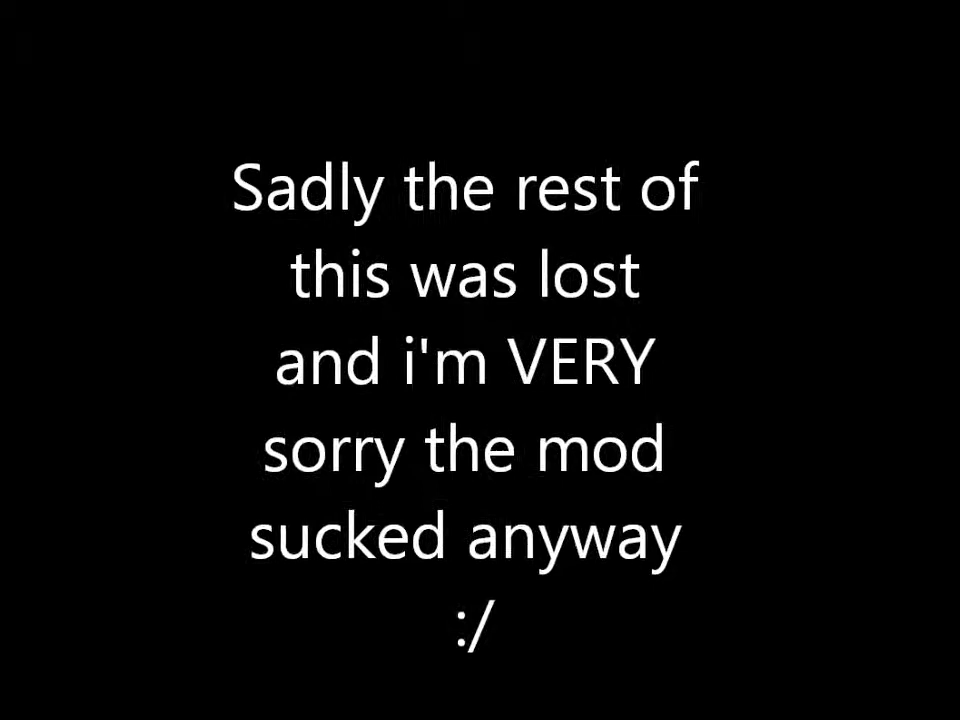 Sadly the rest of
this was lost
and i'm VERY
sorry the mod
sucked anyway
:/